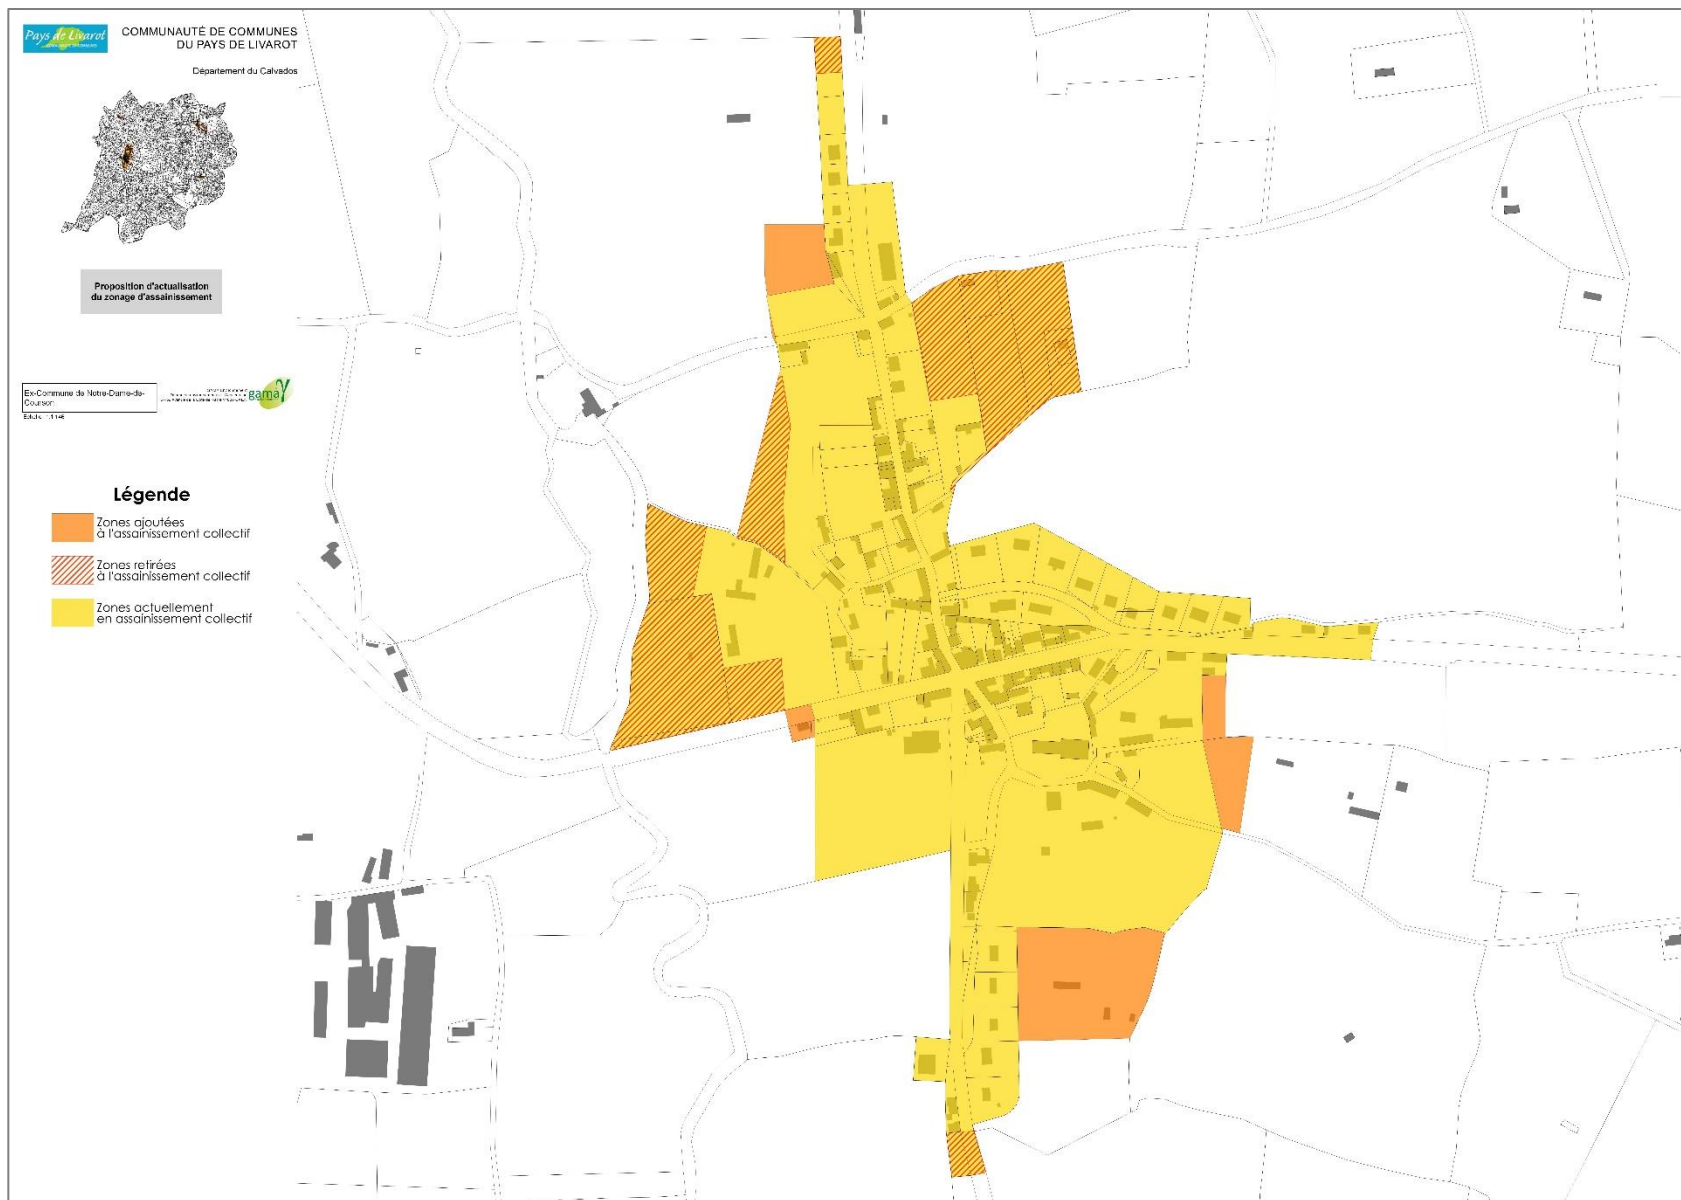 Pays de Livarot
COMMUNAUTÉ DE COMMUNES
DU PAYS DE LIVAROT
Département du Calvados
Proposition d'actualisation
du zonage d'assainissement
Ex-Commune de Notre-Dame-de-
Courson
gamä
Légende
Zones ajoutées
à l'assainissement collectif
Zones retirées
à l'assainissement collectif
Zones actuellement
en assainissement collectif